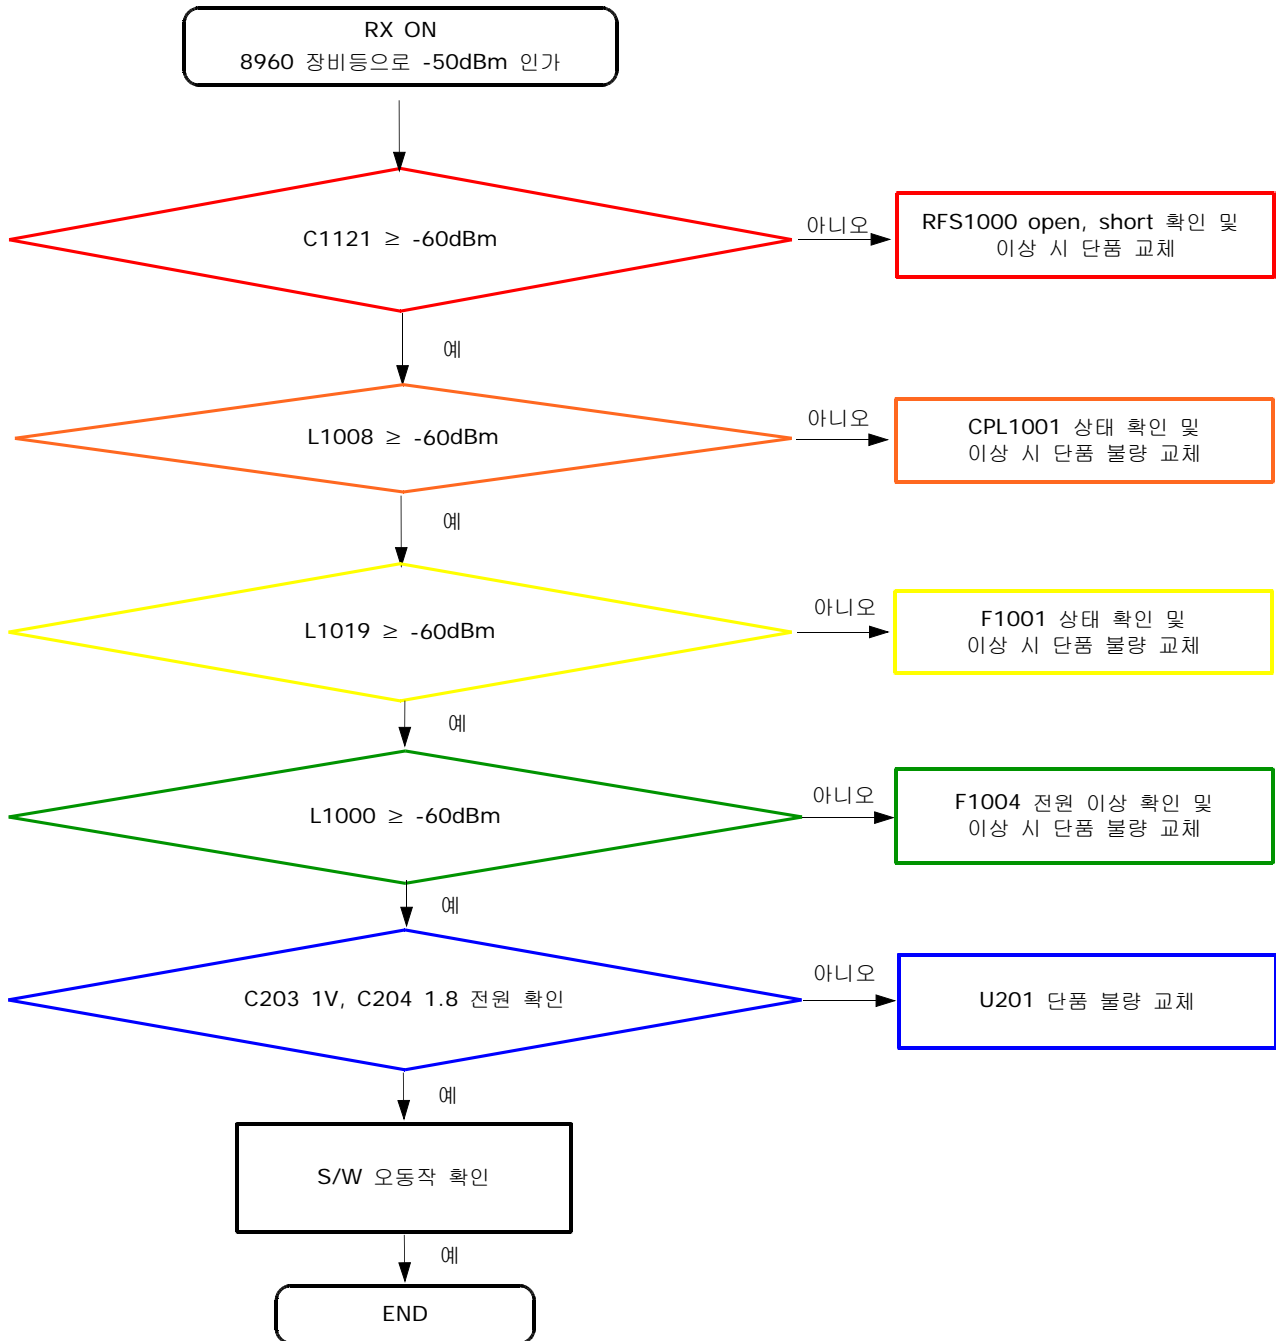 RX ON
8960 장비등으로 -50dBm 인가
C1121 ≥ -60dBm
아니오
RFS1000 open, short 확인 및
이상 시 단품 교체
예
L1008 ≥ -60dBm
아니오
CPL1001 상태 확인 및
이상 시 단품 불량 교체
예
L1019 ≥ -60dBm
아니오
F1001 상태 확인 및
이상 시 단품 불량 교체
예
L1000 ≥ -60dBm
아니오
F1004 전원 이상 확인 및
이상 시 단품 불량 교체
예
C203 1V, C204 1.8 전원 확인
아니오
U201 단품 불량 교체
예
S/W 오동작 확인
예
END